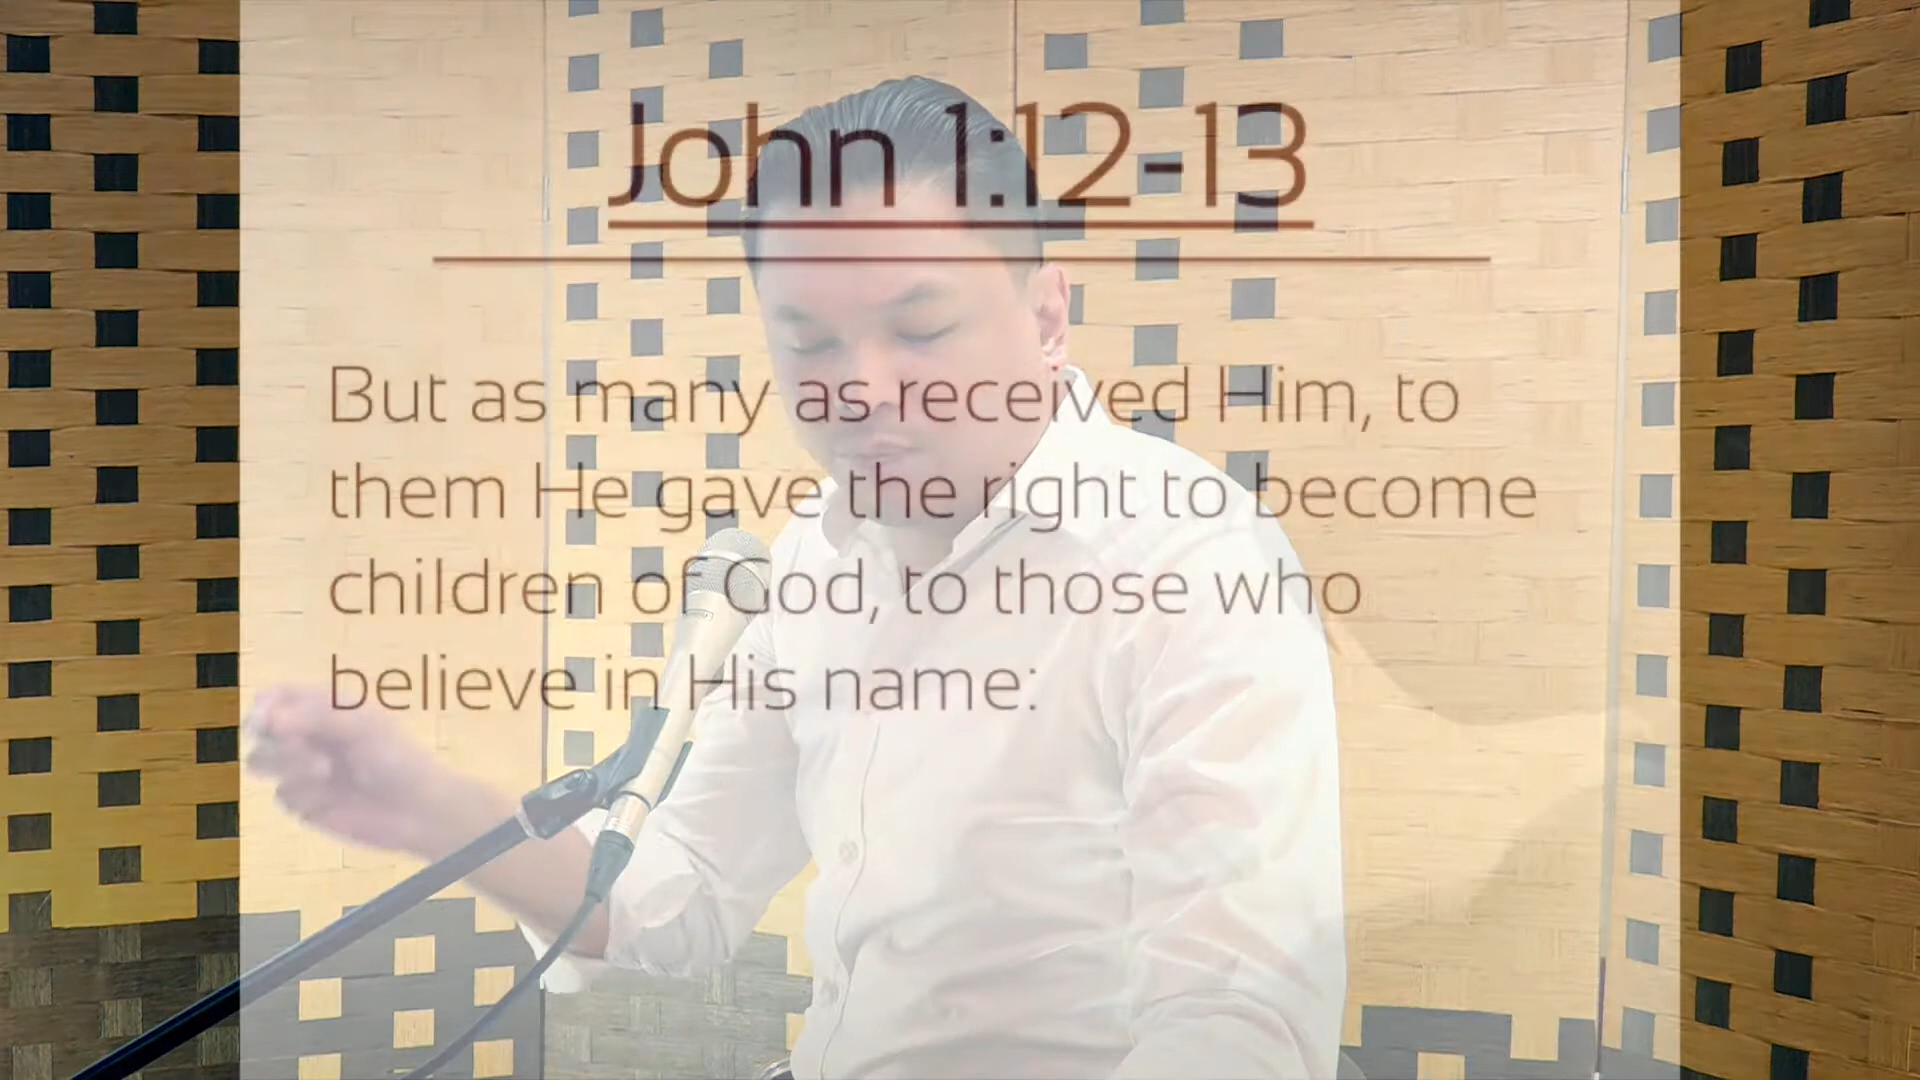 John 1:12-13
But as many as received Him, to
them He gave the right to become
children of God, to those who
believe in His name: